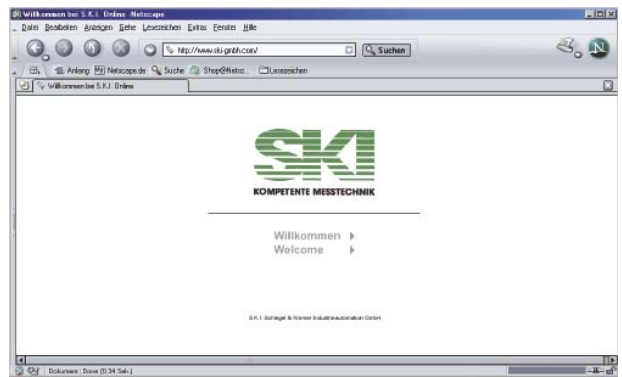 Willkommen bei S.K.I. Online - Netscape
Datei Bearbeiten Anzeigen Gehe Lesezeichen Extras Fenster Hilfe
http://www.ski-gmbh.com/ Suchen
Anfang Netscape.de Suche Shop@Netsc... Lesezeichen
Willkommen bei S.K.I. Online
SKI
KOMPETENTE MESSTECHNIK
Willkommen
Welcome
S.K.I. Schlegel & Kremer Industrieautomation GmbH
Dokument: Done (0.34 Sek.)